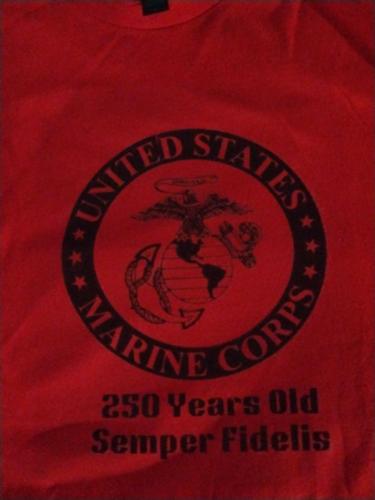 UNITED STATES
MARINE CORPS
250 Years Old
Semper Fidelis